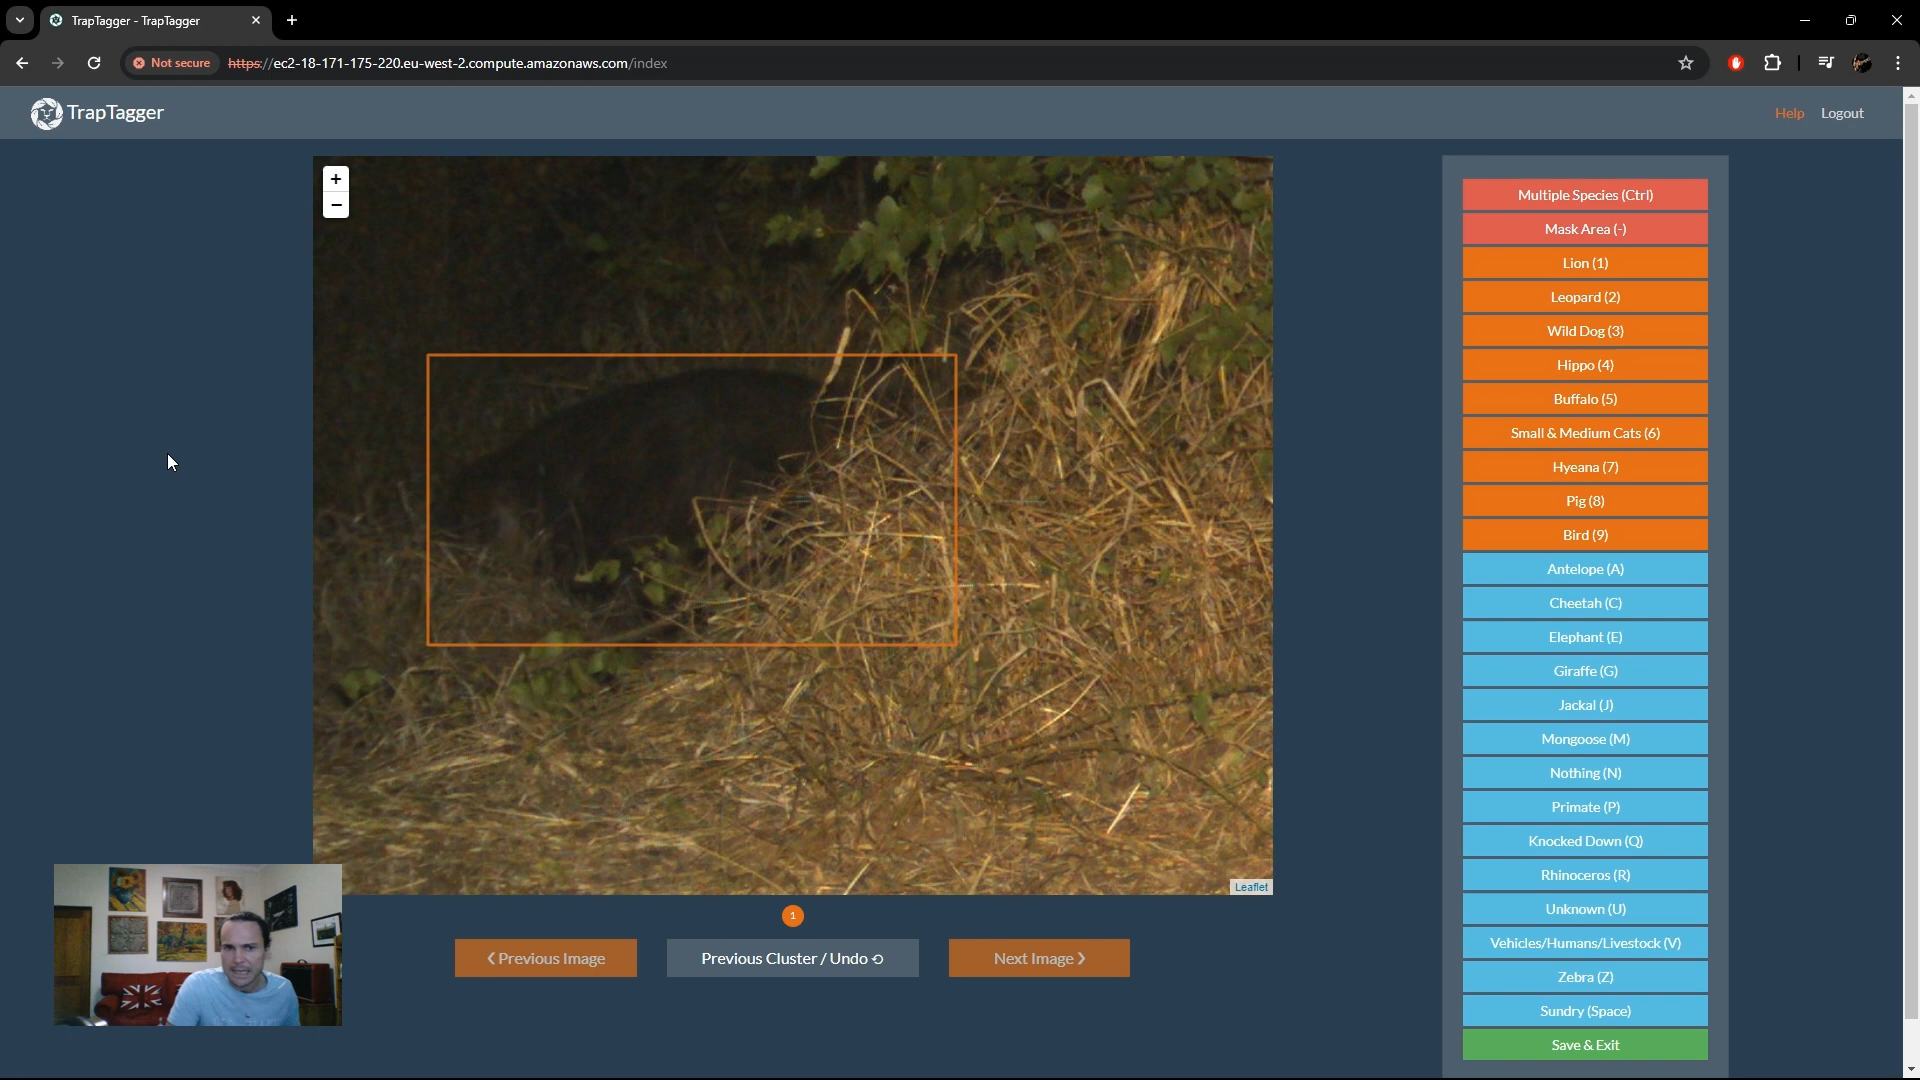 TrapTagger - TrapTagger
Not secure
https://ec2-18-171-175-220.eu-west-2.compute.amazonaws.com/index
TrapTagger
Help
Logout
+
−
Multiple Species (Ctrl)
Mask Area (-)
Lion (1)
Leopard (2)
Wild Dog (3)
Hippo (4)
Buffalo (5)
Small & Medium Cats (6)
Hyeana (7)
Pig (8)
Bird (9)
Antelope (A)
Cheetah (C)
Elephant (E)
Giraffe (G)
Jackal (J)
Mongoose (M)
Nothing (N)
Primate (P)
Knocked Down (Q)
Rhinoceros (R)
Unknown (U)
Vehicles/Humans/Livestock (V)
Zebra (Z)
Sundry (Space)
Save & Exit
Leaflet
1
Previous Image
Previous Cluster / Undo
Next Image